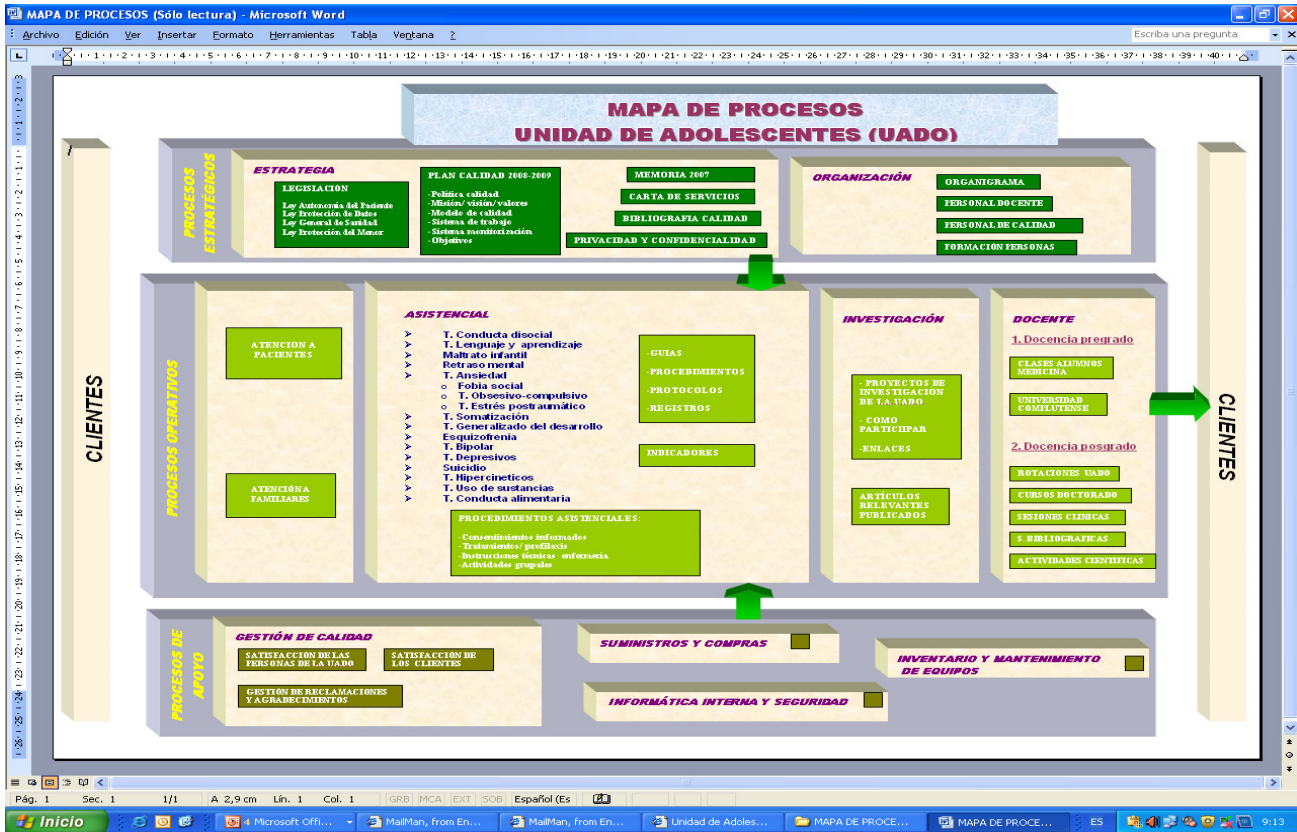 MAPA DE PROCESOS (Sólo lectura) - Microsoft Word
Archivo Edición Ver Insertar Formato Herramientas Tabla Ventana ?
Escriba una pregunta
MAPA DE PROCESOS
UNIDAD DE ADOLESCENTES (UADO)
CLIENTES
PROCESOS
ESTRATÉGICOS
ESTRATEGIA
LEGISLACIÓN
Ley Autonomia del Paciente
Ley Protección de Datos
Ley General de Sanidad
Ley Protección del Menor
PLAN CALIDAD 2008-2009
-Política calidad
-Misión/ visión/ valores
-Modelo de calidad
-Sistema de trabajo
-Sistema monitorización
-Objetivos
MEMORIA 2007
CARTA DE SERVICIOS
BIBLIOGRAFIA CALIDAD
PRIVACIDAD Y CONFIDENCIALIDAD
ORGANIZACIÓN
ORGANIGRAMA
PERSONAL DOCENTE
PERSONAL DE CALIDAD
FORMACIÓN PERSONAS
PROCESOS OPERATIVOS
ATENCIÓN A
PACIENTES
ATENCIÓN A
FAMILIARES
ASISTENCIAL
T. Conducta disocial
T. Lenguaje y aprendizaje
Maltrato infantil
Retraso mental
T. Ansiedad
o Fobia social
o T. Obsesivo-compulsivo
o T. Estrés postraumático
T. Somatización
T. Generalizado del desarrollo
Esquizofrenia
T. Bipolar
T. Depresivos
Suicidio
T. Hipercineticos
T. Uso de sustancias
T. Conducta alimentaria
-GUIAS
-PROCEDIMIENTOS
-PROTOCOLOS
-REGISTROS
INDICADORES
PROCEDIMIENTOS ASISTENCIALES:
-Consentimientos informados
-Tratamientos/ profilaxis
-Instrucciones técnicas enfermeria
-Actividades grupales
INVESTIGACIÓN
- PROYECTOS DE
INVESTIGACION
DE LA UADO
- COMO
PARTICIPAR
-ENLACES
ARTÍCULOS
RELEVANTES
PUBLICADOS
DOCENTE
1. Docencia pregrado
CLASES ALUMNOS
MEDICINA
UNIVERSIDAD
COMPLUTENSE
2. Docencia posgrado
ROTACIONES UADO
CURSOS DOCTORADO
SESIONES CLINICAS
S. BIBLIOGRAFICAS
ACTIVIDADES CIENTIFICAS
CLIENTES
PROCESOS DE
APOYO
GESTIÓN DE CALIDAD
SATISFACCIÓN DE LAS
PERSONAS DE LA UADO
SATISFACCIÓN DE
LOS CLIENTES
GESTIÓN DE RECLAMACIONES
Y AGRADECIMIENTOS
SUMINISTROS Y COMPRAS
INFORMÁTICA INTERNA Y SEGURIDAD
INVENTARIO Y MANTENIMIENTO
DE EQUIPOS
Pág. 1 Sec. 1 1/1 A 2,9 cm Lín. 1 Col. 1 GRB MCA EXT SOB Español (Es
Inicio 4 Microsoft Offi... MailMan, from En... MailMan, from En... Unidad de Adoles... MAPA DE PROCE... MAPA DE PROCE... ES 9:13